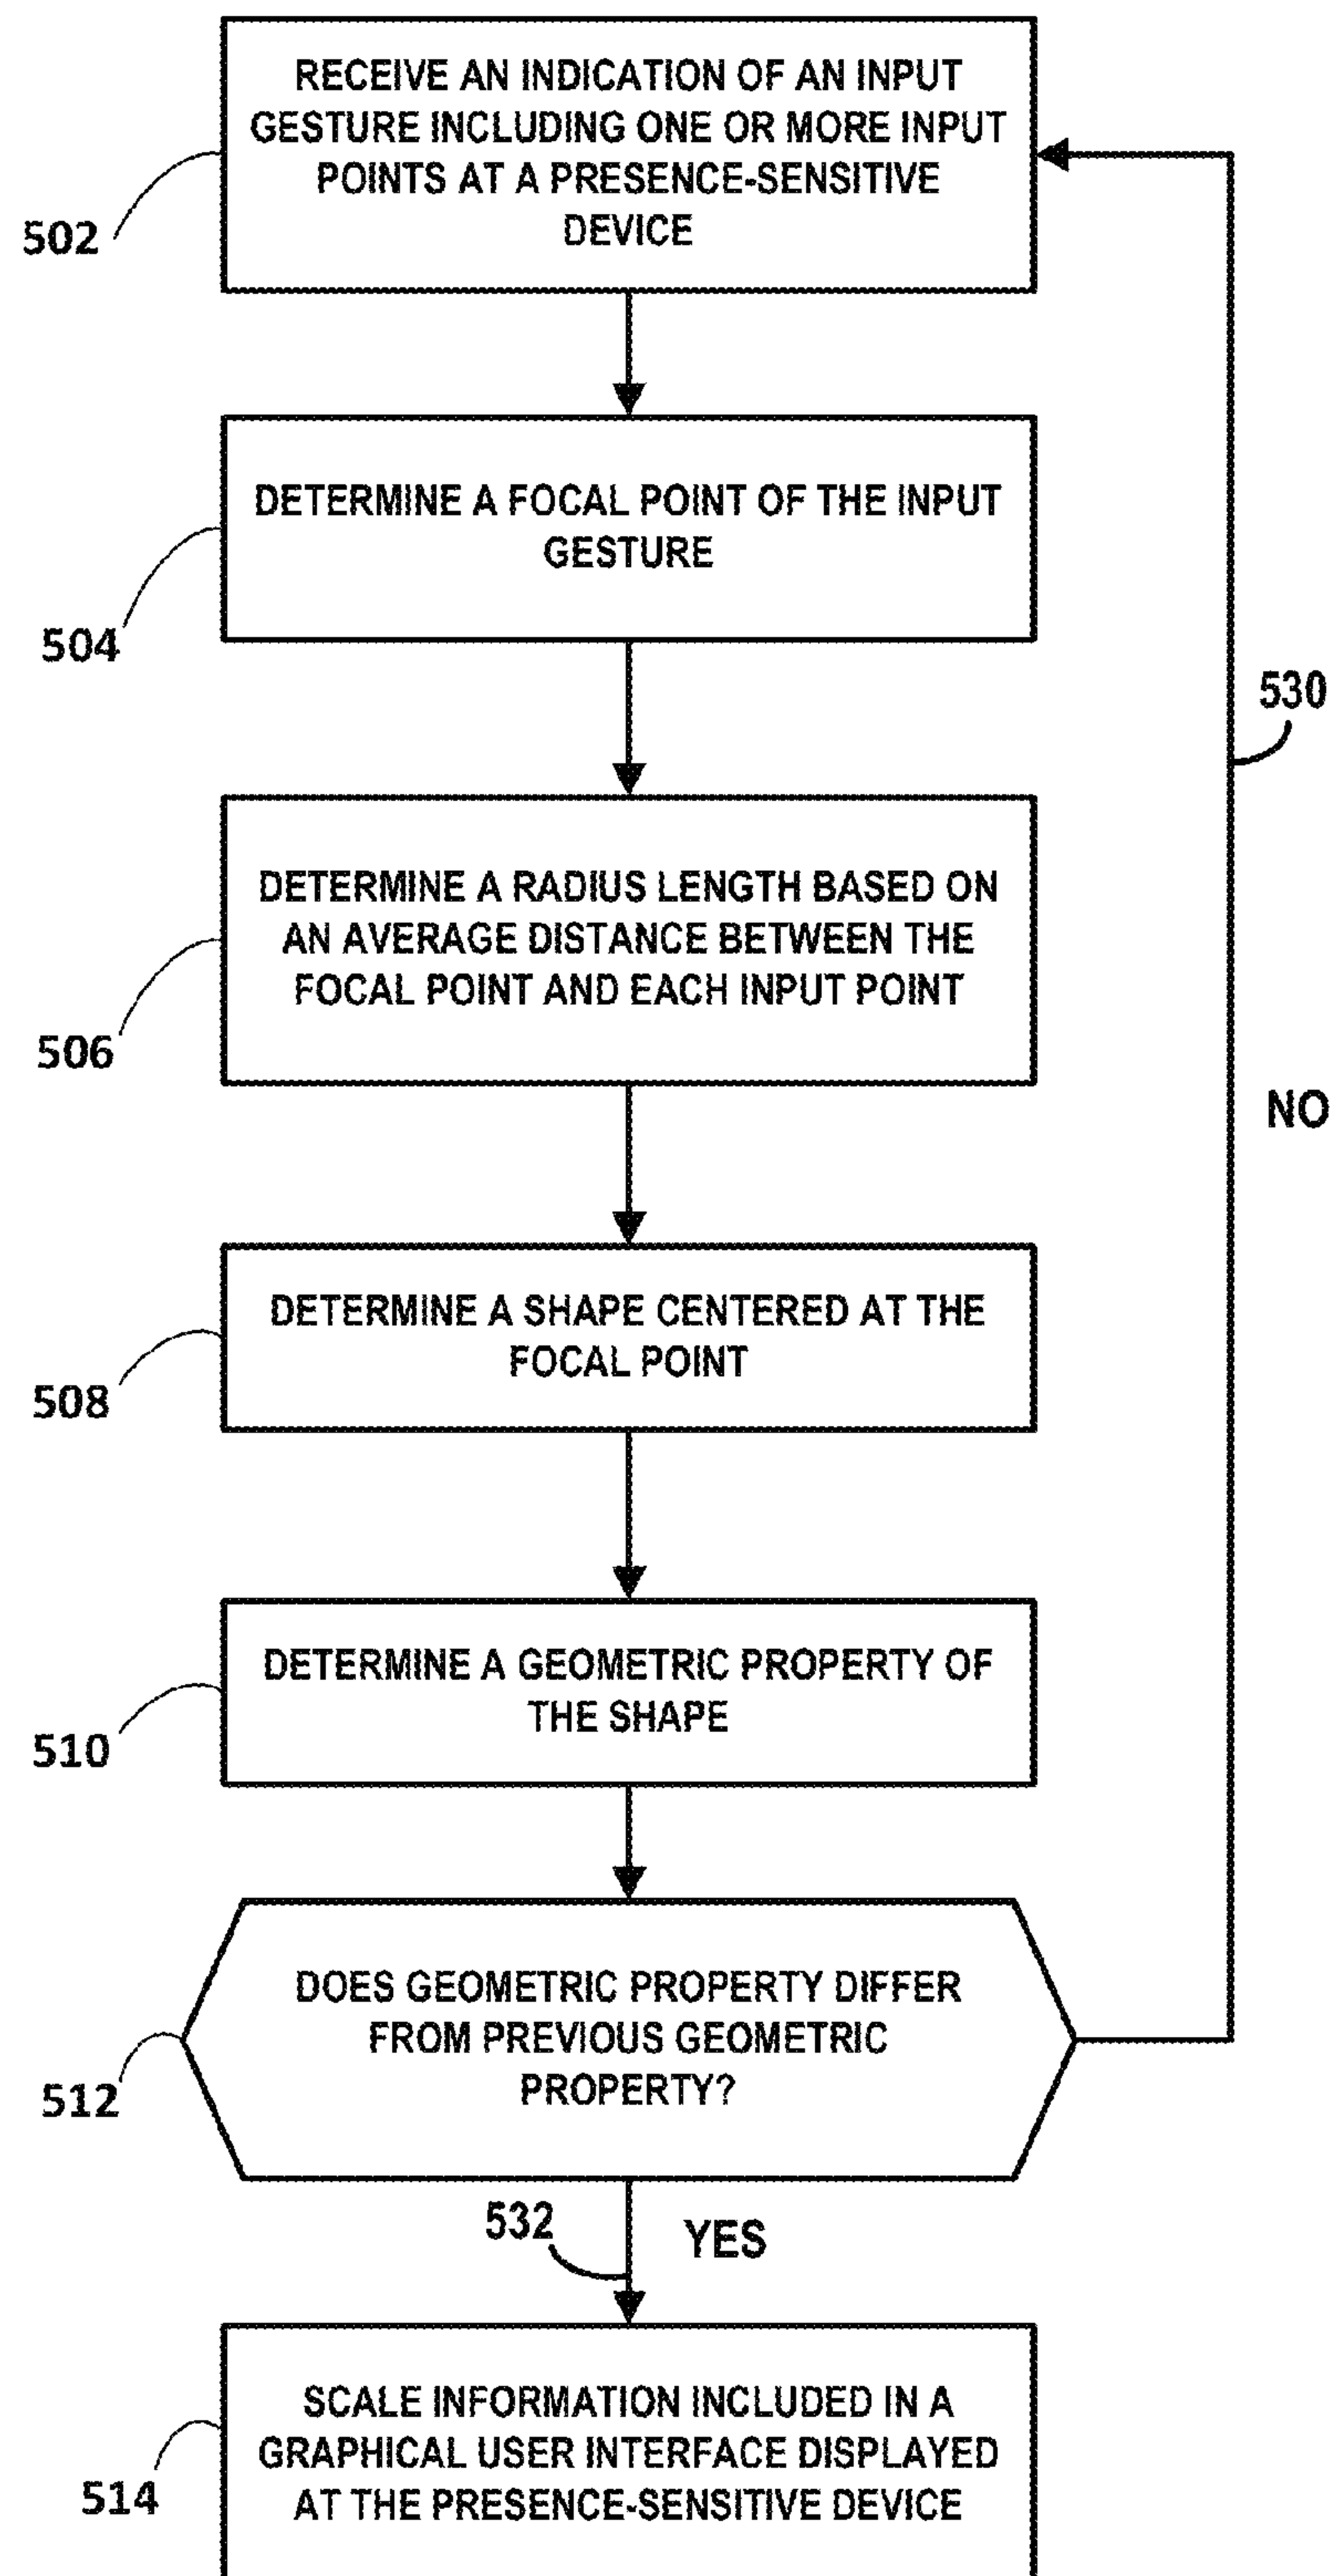 RECEIVE AN INDICATION OF AN INPUT
GESTURE INCLUDING ONE OR MORE INPUT
POINTS AT A PRESENCE-SENSITIVE
DEVICE
502
DETERMINE A FOCAL POINT OF THE INPUT
GESTURE
504
530
DETERMINE A RADIUS LENGTH BASED ON
AN AVERAGE DISTANCE BETWEEN THE
FOCAL POINT AND EACH INPUT POINT
506
NO
DETERMINE A SHAPE CENTERED AT THE
FOCAL POINT
508
DETERMINE A GEOMETRIC PROPERTY OF
THE SHAPE
510
DOES GEOMETRIC PROPERTY DIFFER
FROM PREVIOUS GEOMETRIC
PROPERTY?
512
532
YES
SCALE INFORMATION INCLUDED IN A
GRAPHICAL USER INTERFACE DISPLAYED
AT THE PRESENCE-SENSITIVE DEVICE
514